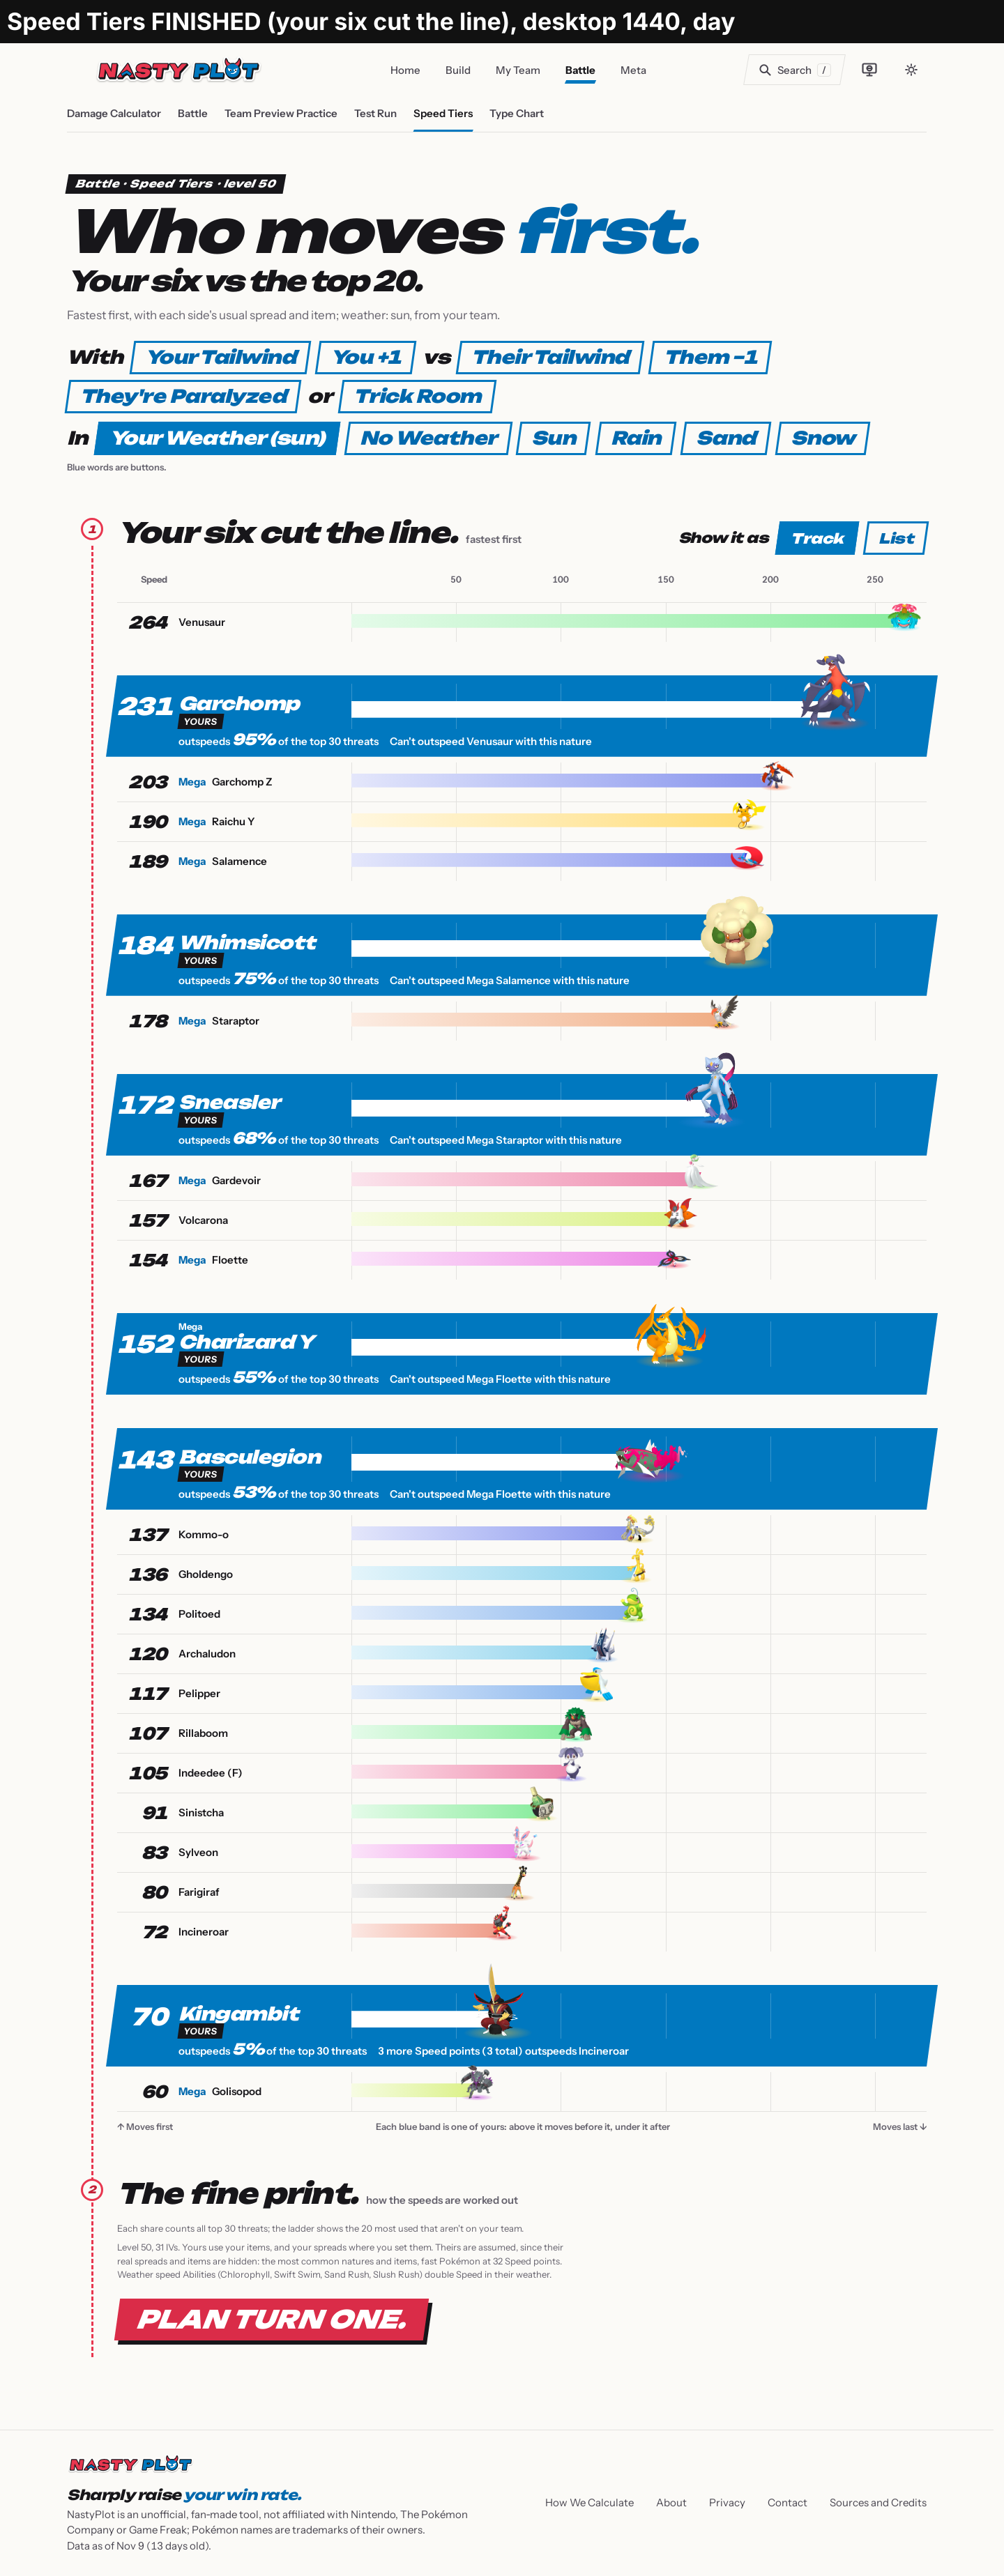 Speed Tiers FINISHED (your six cut the line), desktop 1440, day
NASTY PLOT
Home Build My Team Battle Meta
Search /
Damage Calculator Battle Team Preview Practice Test Run Speed Tiers Type Chart
Battle · Speed Tiers · level 50
Who moves first.
Your six vs the top 20.
Fastest first, with each side's usual spread and item; weather: sun, from your team.
With Your Tailwind You +1 vs Their Tailwind Them −1
They're Paralyzed or Trick Room
In Your Weather (sun) No Weather Sun Rain Sand Snow
Blue words are buttons.
1 Your six cut the line. fastest first Show it as Track List
Speed 50 100 150 200 250
264 Venusaur
231 Garchomp
YOURS
outspeeds 95% of the top 30 threats Can't outspeed Venusaur with this nature
203 Mega Garchomp Z
190 Mega Raichu Y
189 Mega Salamence
184 Whimsicott
YOURS
outspeeds 75% of the top 30 threats Can't outspeed Mega Salamence with this nature
178 Mega Staraptor
172 Sneasler
YOURS
outspeeds 68% of the top 30 threats Can't outspeed Mega Staraptor with this nature
167 Mega Gardevoir
157 Volcarona
154 Mega Floette
Mega
152 Charizard Y
YOURS
outspeeds 55% of the top 30 threats Can't outspeed Mega Floette with this nature
143 Basculegion
YOURS
outspeeds 53% of the top 30 threats Can't outspeed Mega Floette with this nature
137 Kommo-o
136 Gholdengo
134 Politoed
120 Archaludon
117 Pelipper
107 Rillaboom
105 Indeedee (F)
91 Sinistcha
83 Sylveon
80 Farigiraf
72 Incineroar
70 Kingambit
YOURS
outspeeds 5% of the top 30 threats 3 more Speed points (3 total) outspeeds Incineroar
60 Mega Golisopod
↑ Moves first Each blue band is one of yours: above it moves before it, under it after Moves last ↓
2 The fine print. how the speeds are worked out
Each share counts all top 30 threats; the ladder shows the 20 most used that aren't on your team.
Level 50, 31 IVs. Yours use your items, and your spreads where you set them. Theirs are assumed, since their
real spreads and items are hidden: the most common natures and items, fast Pokémon at 32 Speed points.
Weather speed Abilities (Chlorophyll, Swift Swim, Sand Rush, Slush Rush) double Speed in their weather.
PLAN TURN ONE.
NASTY PLOT
Sharply raise your win rate.
NastyPlot is an unofficial, fan-made tool, not affiliated with Nintendo, The Pokémon
Company or Game Freak; Pokémon names are trademarks of their owners.
Data as of Nov 9 (13 days old).
How We Calculate About Privacy Contact Sources and Credits